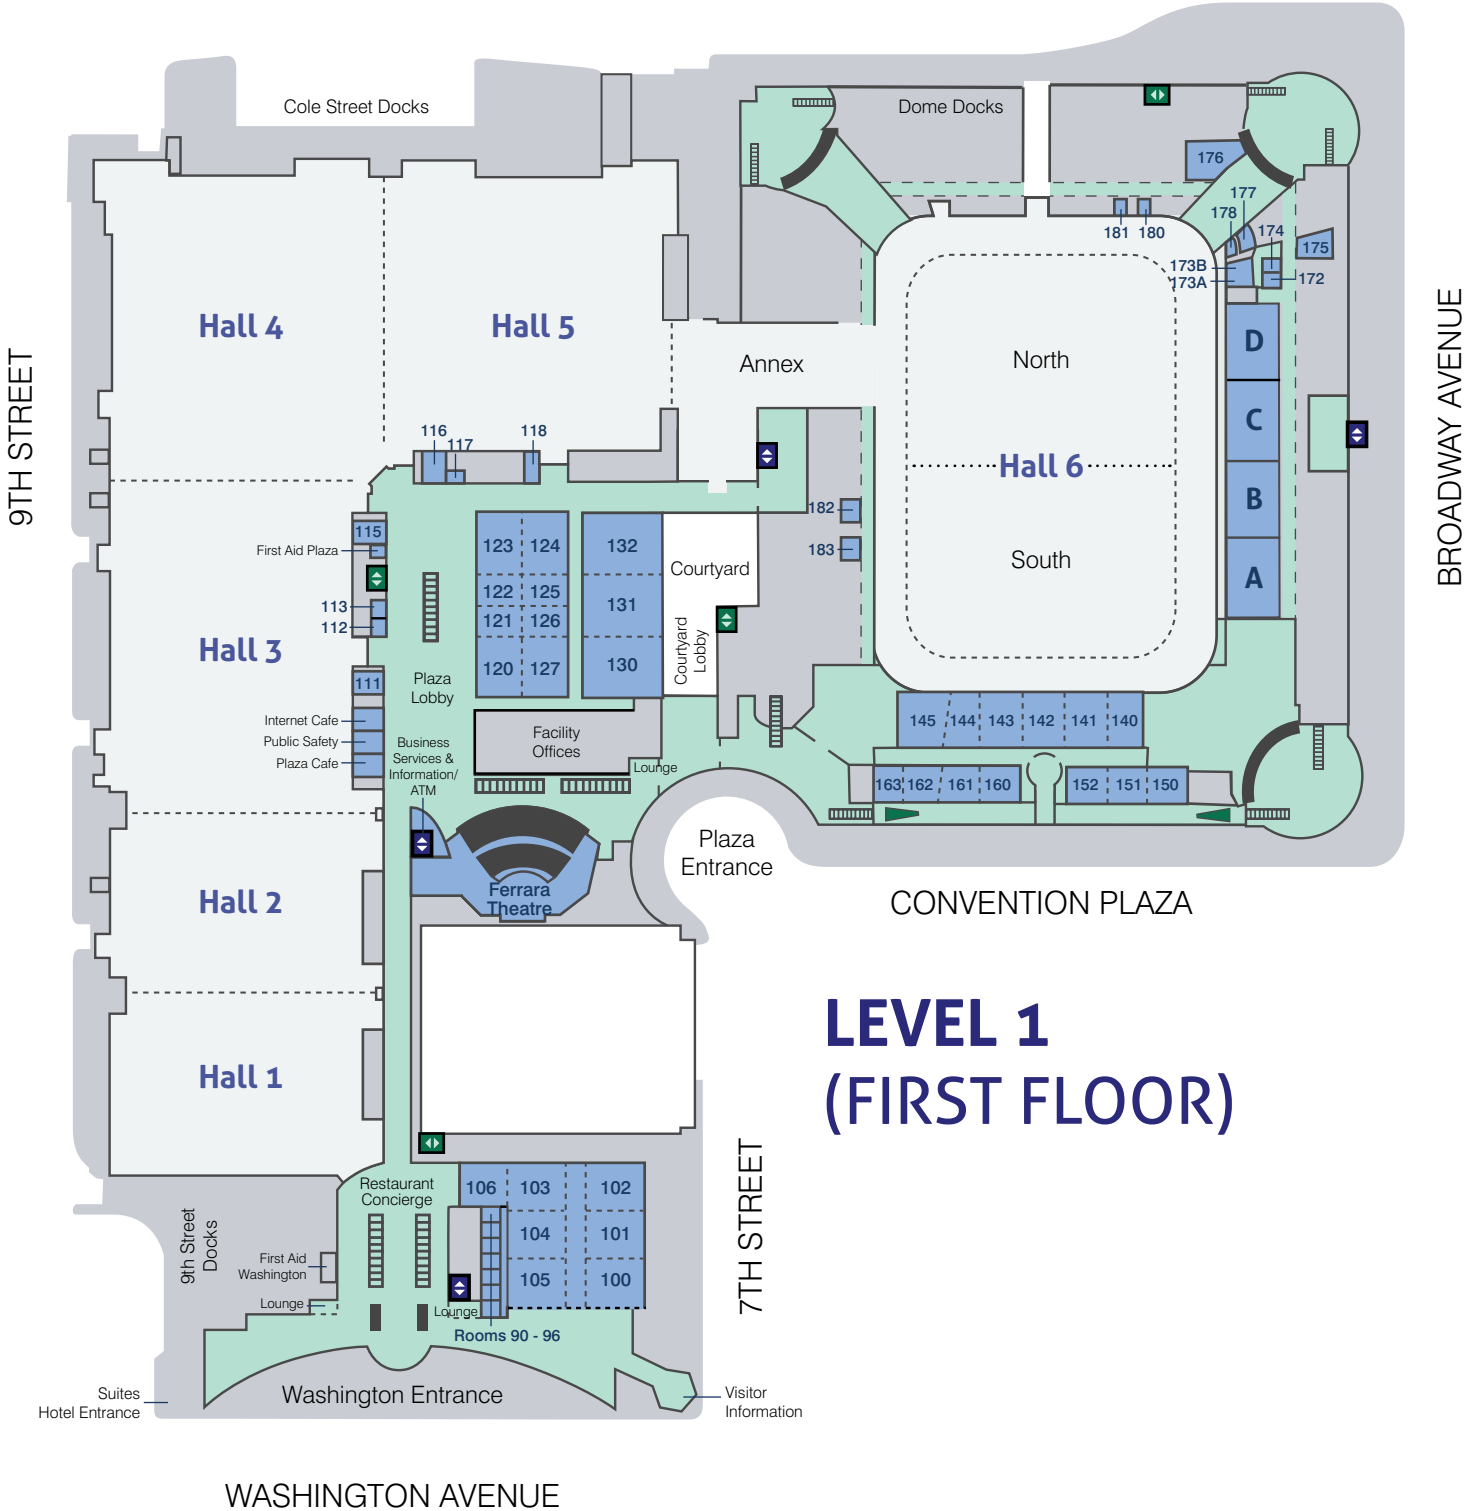 Cole Street Docks
Dome Docks
176
177
178
181
180
174
175
173B
173A
172
Hall 4
Hall 5
Annex
North
D
C
B
A
9TH STREET
BROADWAY AVENUE
116
117
118
Hall 6
South
182
183
115
First Aid Plaza
113
112
111
123
124
122
125
121
126
120
127
132
131
130
Courtyard
Courtyard
Lobby
Hall 3
Plaza
Lobby
Internet Cafe
Public Safety
Plaza Cafe
Business
Services &
Information/
ATM
Facility
Offices
Lounge
145
144
143
142
141
140
163
162
161
160
152
151
150
Plaza
Entrance
Ferrara
Theatre
Hall 2
CONVENTION PLAZA
LEVEL 1
(FIRST FLOOR)
Hall 1
7TH STREET
Restaurant
Concierge
106
103
102
104
101
105
100
9th Street
Docks
First Aid
Washington
Lounge
Lounge
Rooms 90 - 96
Washington Entrance
Suites
Hotel Entrance
Visitor
Information
WASHINGTON AVENUE